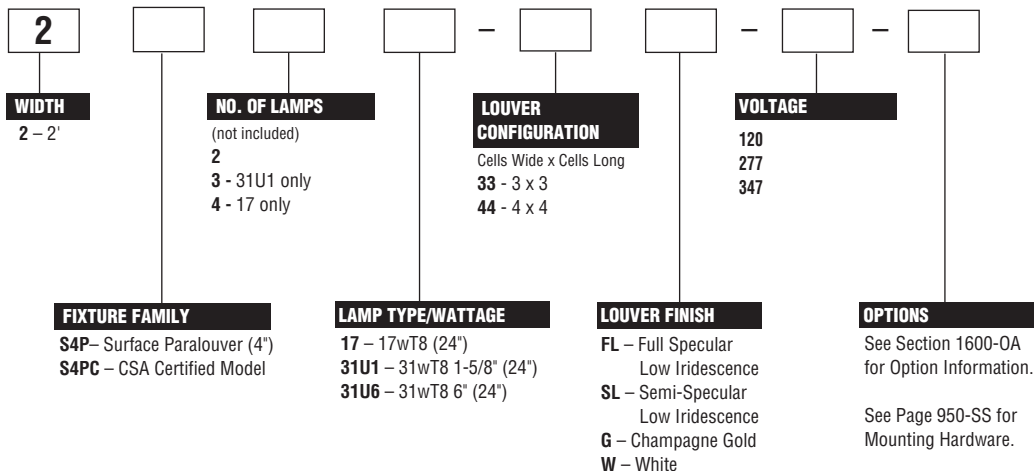 2 – – –
WIDTH
2 – 2'
NO. OF LAMPS
(not included)
2
3 - 31U1 only
4 - 17 only
LOUVER
CONFIGURATION
Cells Wide x Cells Long
33 - 3 x 3
44 - 4 x 4
VOLTAGE
120
277
347
FIXTURE FAMILY
S4P– Surface Paralouver (4")
S4PC – CSA Certified Model
LAMP TYPE/WATTAGE
17 – 17wT8 (24")
31U1 – 31wT8 1-5/8" (24")
31U6 – 31wT8 6" (24")
LOUVER FINISH
FL – Full Specular
Low Iridescence
SL – Semi-Specular
Low Iridescence
G – Champagne Gold
W – White
OPTIONS
See Section 1600-OA
for Option Information.
See Page 950-SS for
Mounting Hardware.